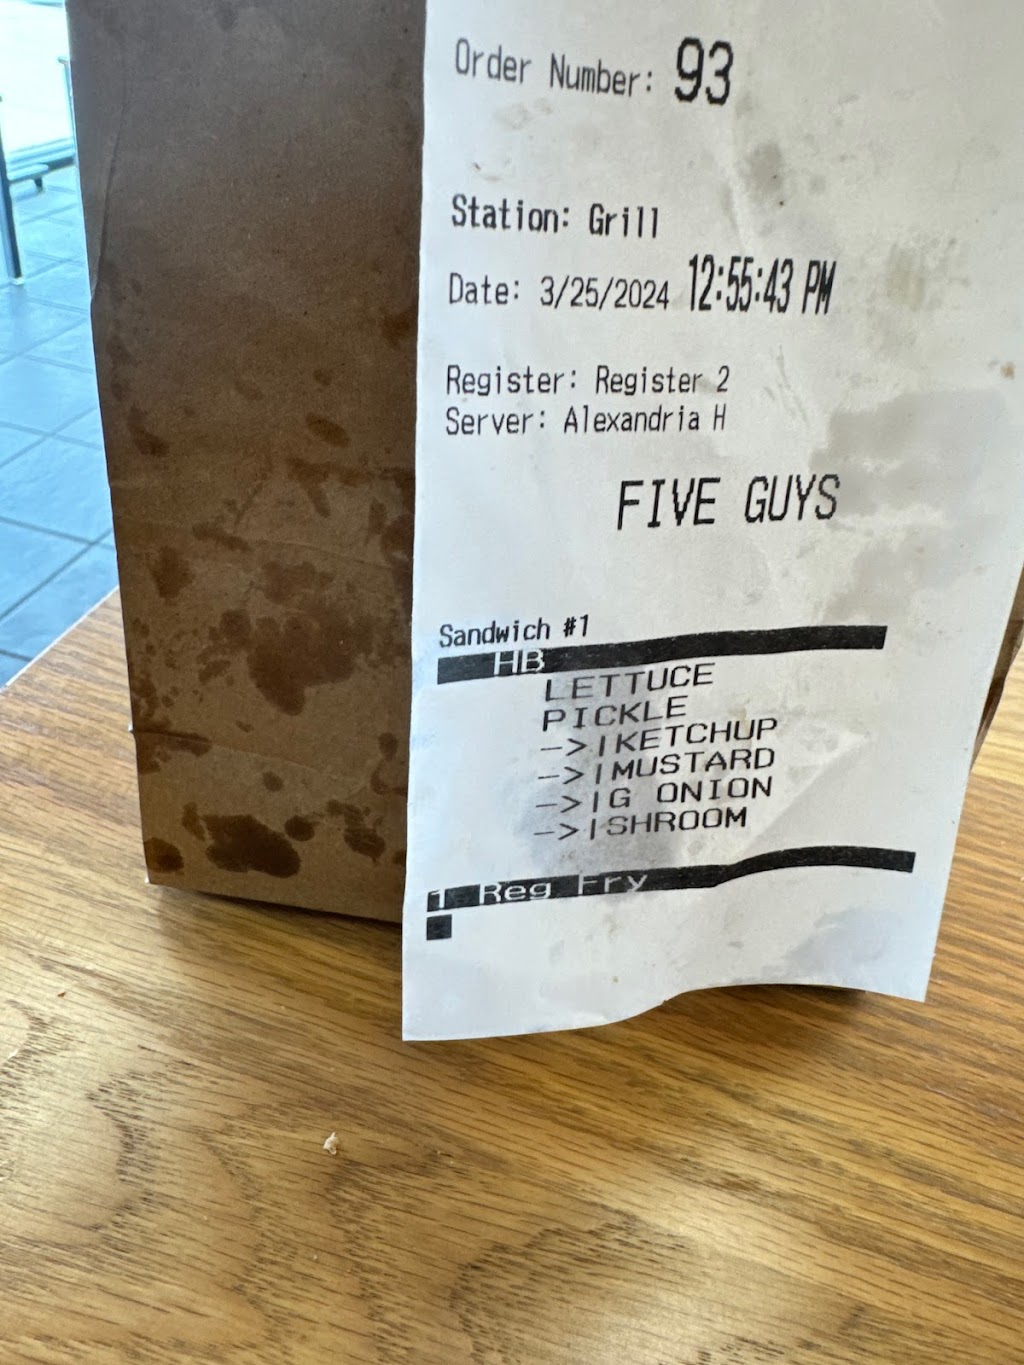 Order Number: 93
Station: Grill
Date: 3/25/2024 12:55:43 PM
Register: Register 2
Server: Alexandria H
FIVE GUYS
Sandwich #1
HB
LETTUCE
PICKLE
->|KETCHUP
->|MUSTARD
->|G ONION
->|SHROOM
1 Reg Fry